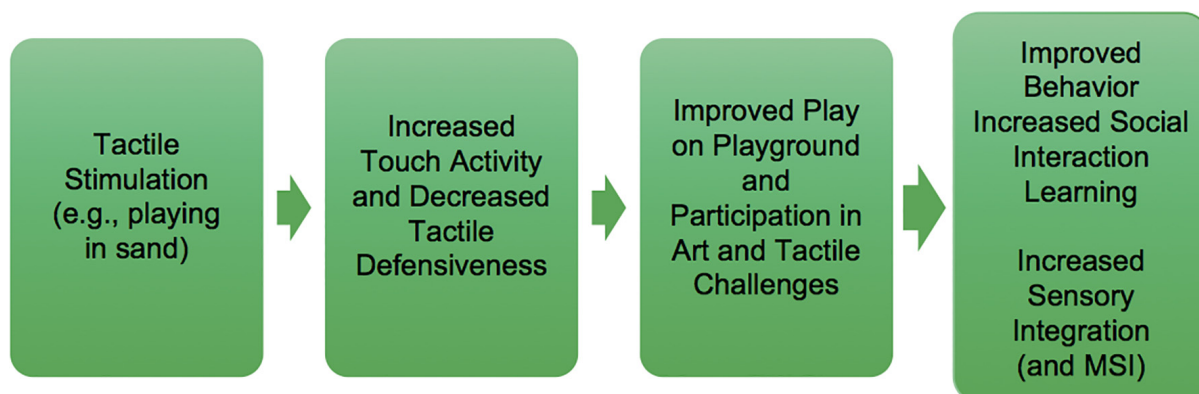 Tactile
Stimulation
(e.g., playing
in sand)
Increased
Touch Activity
and Decreased
Tactile
Defensiveness
Improved Play
on Playground
and
Participation in
Art and Tactile
Challenges
Improved
Behavior
Increased Social
Interaction
Learning
Increased
Sensory
Integration
(and MSI)